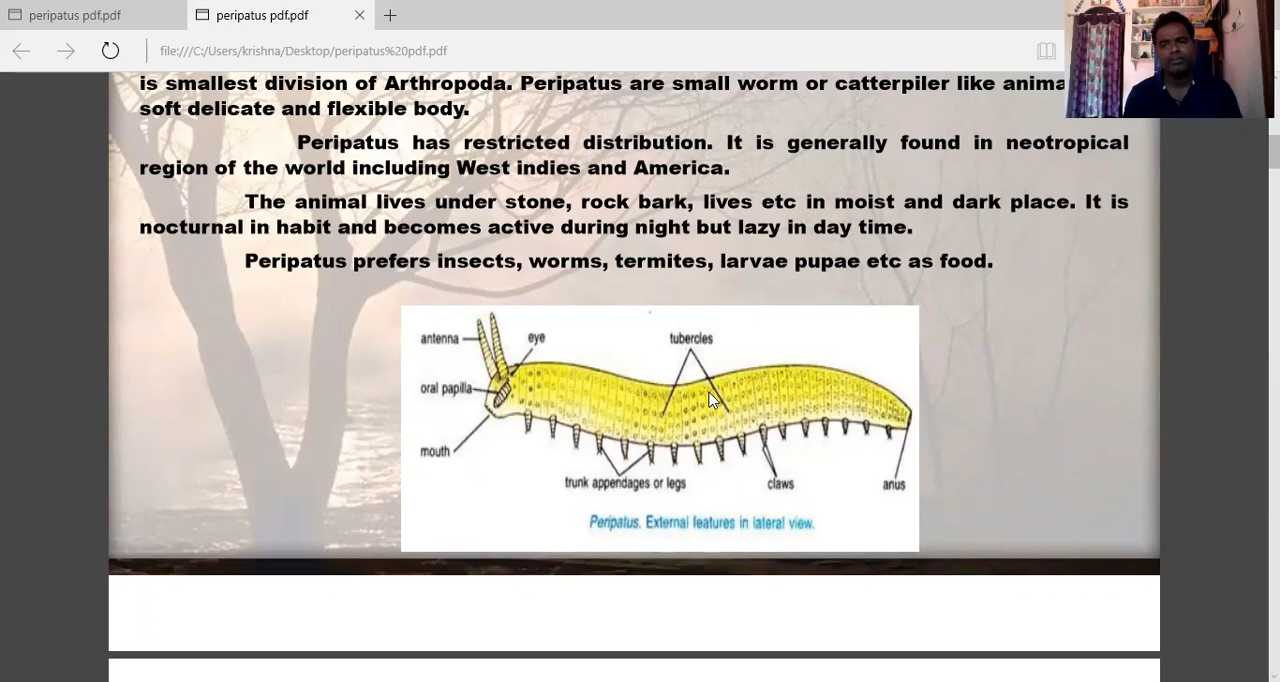 peripatus pdf.pdf
peripatus pdf.pdf
file:///C:/Users/krishna/Desktop/peripatus%20pdf.pdf
is smallest division of Arthropoda. Peripatus are small worm or catterpiler like anima
soft delicate and flexible body.
Peripatus has restricted distribution. It is generally found in neotropical
region of the world including West indies and America.
The animal lives under stone, rock bark, lives etc in moist and dark place. It is
nocturnal in habit and becomes active during night but lazy in day time.
Peripatus prefers insects, worms, termites, larvae pupae etc as food.
antenna
eye
tubercles
oral papilla
mouth
trunk appendages or legs
claws
anus
Peripatus. External features in lateral view.